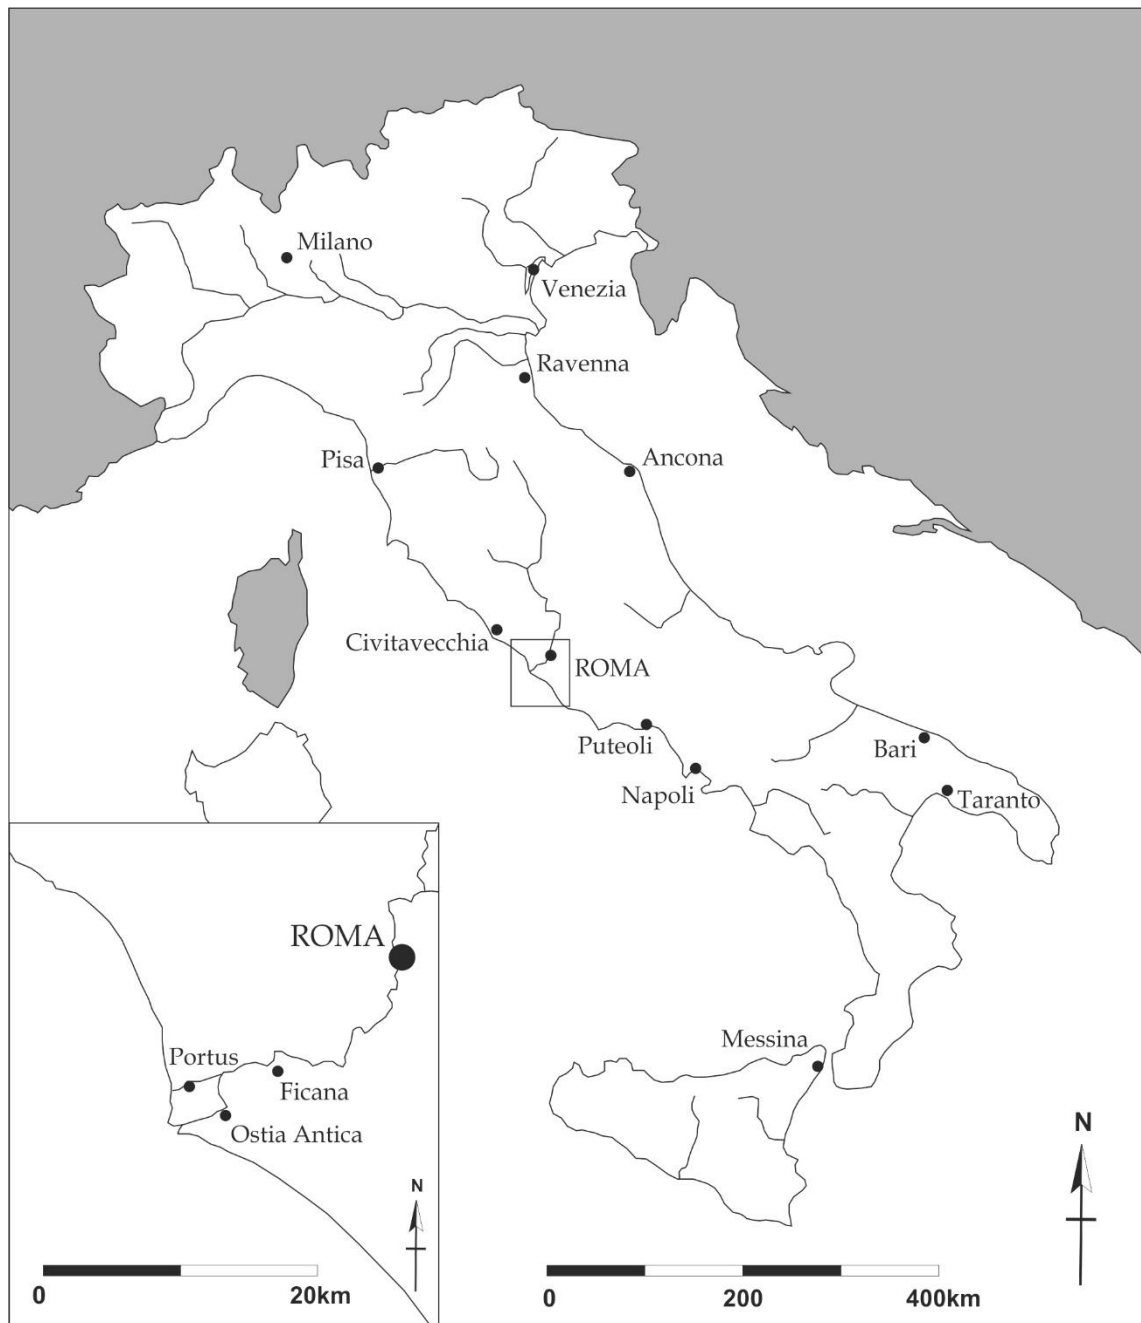 Milano
Venezia
Ravenna
Pisa
Ancona
Civitavecchia
ROMA
Puteoli
Bari
Napoli
Taranto
ROMA
Messina
Portus
Ficana
Ostia Antica
N
N
0 20km
0 200 400km